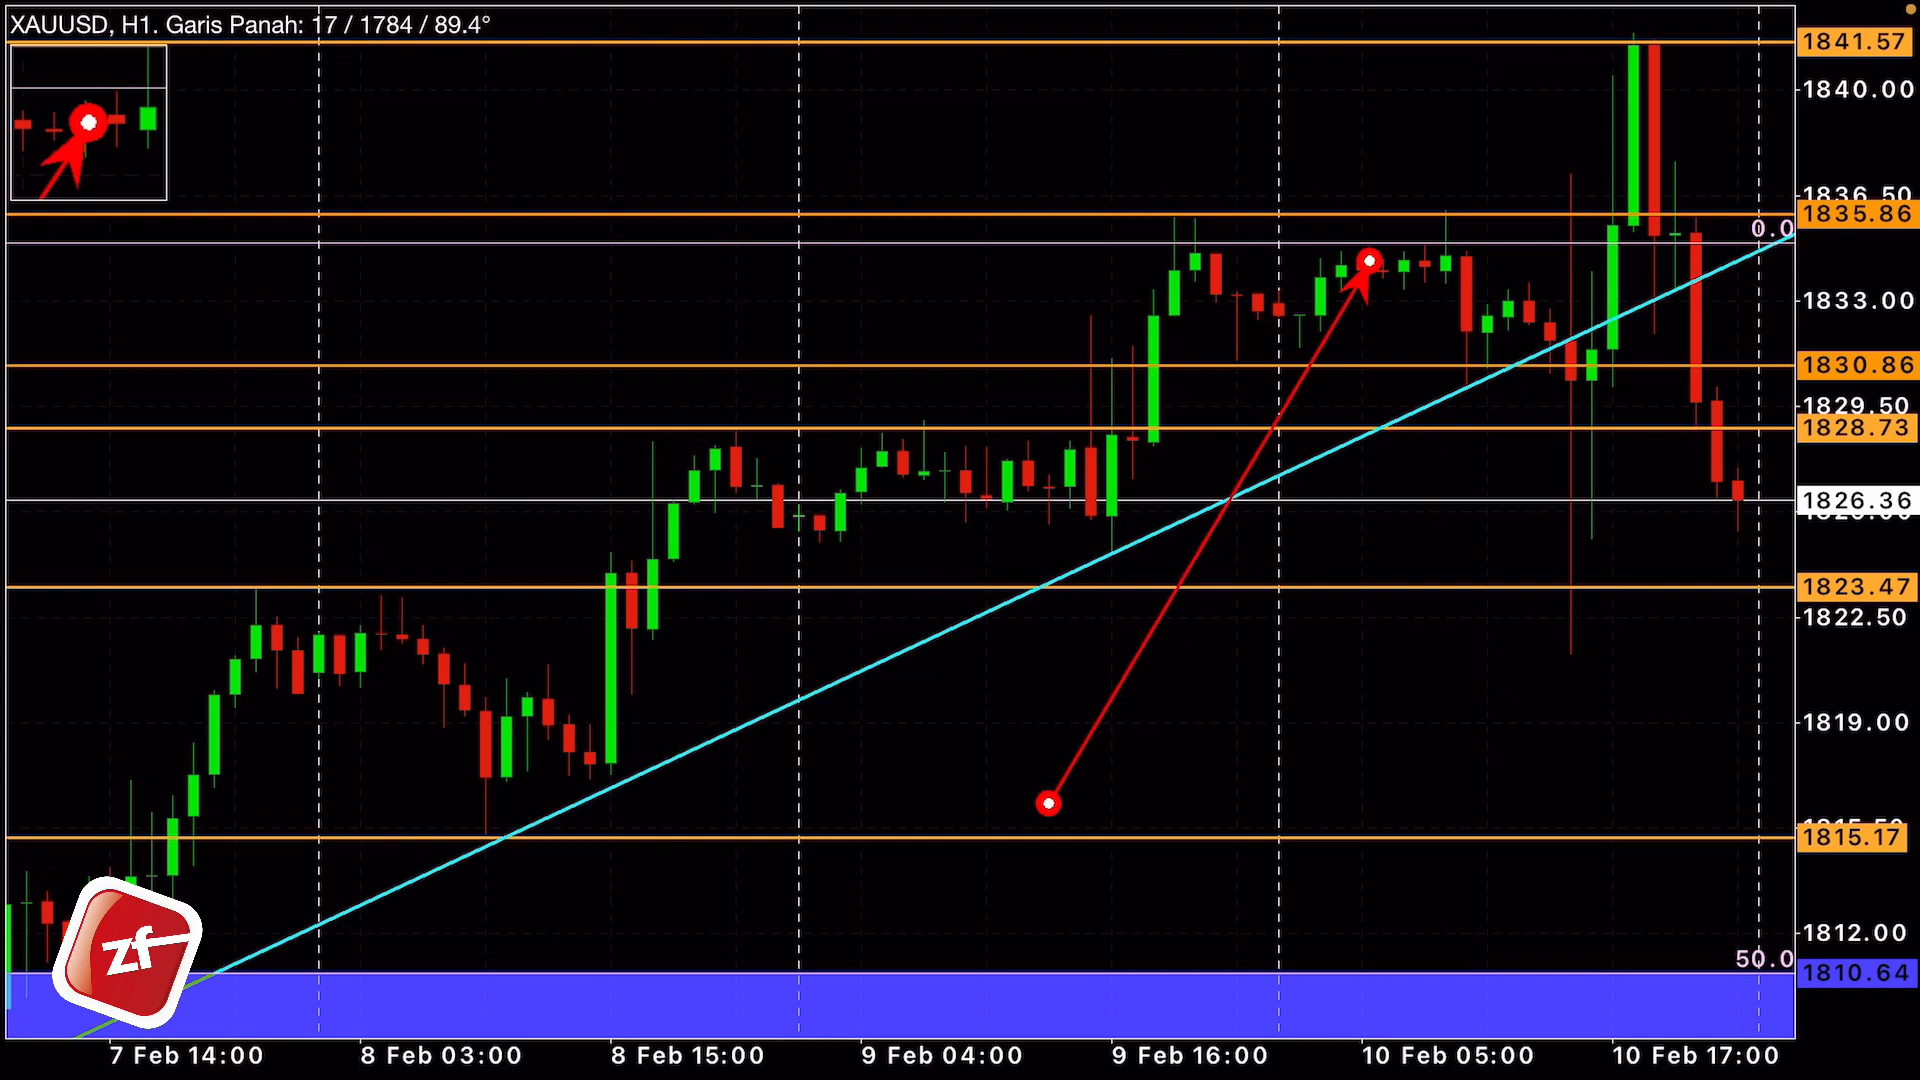 XAUUSD, H1. Garis Panah: 17 / 1784 / 89.4°
1841.57
1840.00
1836.50
1835.86
0.0
1833.00
1830.86
1829.50
1828.73
1826.36
1823.47
1822.50
1819.00
1815.17
1812.00
50.0
1810.64
zf
7 Feb 14:00
8 Feb 03:00
8 Feb 15:00
9 Feb 04:00
9 Feb 16:00
10 Feb 05:00
10 Feb 17:00